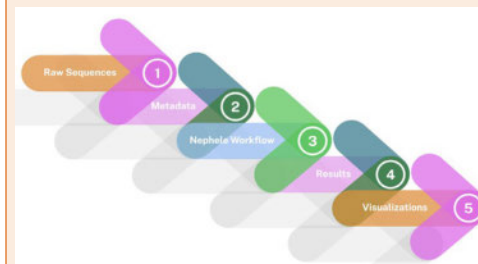 Raw Sequences 1
Metadata 2
Nephele Workflow 3
Results 4
Visualizations 5